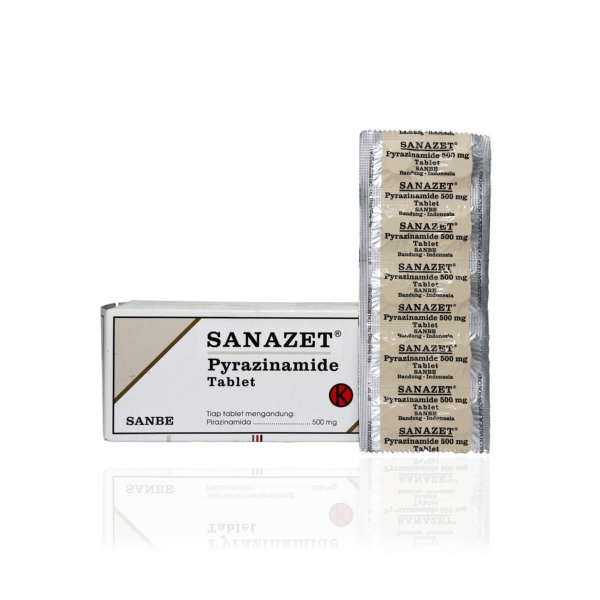 SANAZET®
Pyrazinamide
Tablet
K
SANBE
Tiap tablet mengandung:
Pirazinamida ........................ 500 mg
Bandung - Indonesia
SANAZET®
Pyrazinamide 500 mg
Tablet
SANBE
Bandung - Indonesia
SANAZET®
Pyrazinamide 500 mg
Tablet
SANBE
Bandung - Indonesia
SANAZET®
Pyrazinamide 500 mg
Tablet
SANBE
Bandung - Indonesia
SANAZET®
Pyrazinamide 500 mg
Tablet
SANBE
Bandung - Indonesia
SANAZET®
Pyrazinamide 500 mg
Tablet
SANBE
Bandung - Indonesia
SANAZET®
Pyrazinamide 500 mg
Tablet
SANBE
Bandung - Indonesia
SANAZET®
Pyrazinamide 500 mg
Tablet
SANBE
Bandung - Indonesia
SANAZET®
Pyrazinamide 500 mg
Tablet